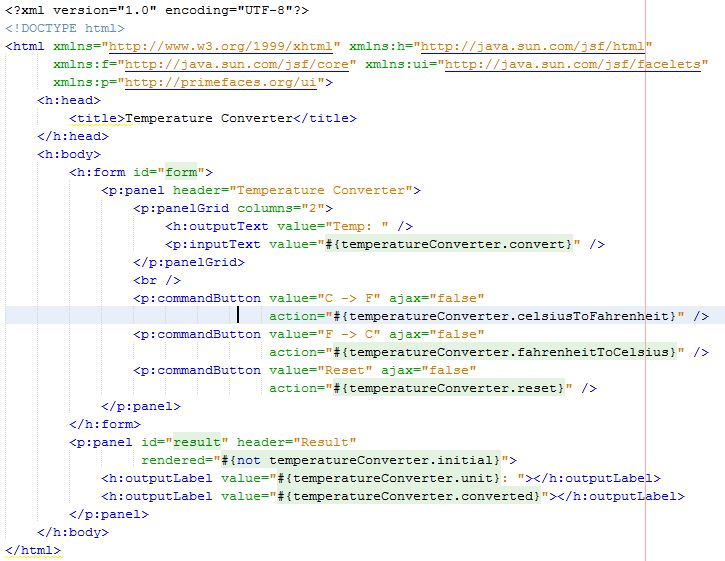 <?xml version="1.0" encoding="UTF-8"?>
<!DOCTYPE html>
<html xmlns="http://www.w3.org/1999/xhtml" xmlns:h="http://java.sun.com/jsf/html"
      xmlns:f="http://java.sun.com/jsf/core" xmlns:ui="http://java.sun.com/jsf/facelets"
      xmlns:p="http://primefaces.org/ui">
    <h:head>
        <title>Temperature Converter</title>
    </h:head>
    <h:body>
        <h:form id="form">
            <p:panel header="Temperature Converter">
                <p:panelGrid columns="2">
                    <h:outputText value="Temp: " />
                    <p:inputText value="#{temperatureConverter.convert}" />
                </p:panelGrid>
                <br />
                <p:commandButton value="C -> F" ajax="false"
                                 action="#{temperatureConverter.celsiusToFahrenheit}" />
                <p:commandButton value="F -> C" ajax="false"
                                 action="#{temperatureConverter.fahrenheitToCelsius}" />
                <p:commandButton value="Reset" ajax="false"
                                 action="#{temperatureConverter.reset}" />
            </p:panel>
        </h:form>
        <p:panel id="result" header="Result"
                 rendered="#{not temperatureConverter.initial}">
            <h:outputLabel value="#{temperatureConverter.unit}: "></h:outputLabel>
            <h:outputLabel value="#{temperatureConverter.converted}"></h:outputLabel>
        </p:panel>
    </h:body>
</html>